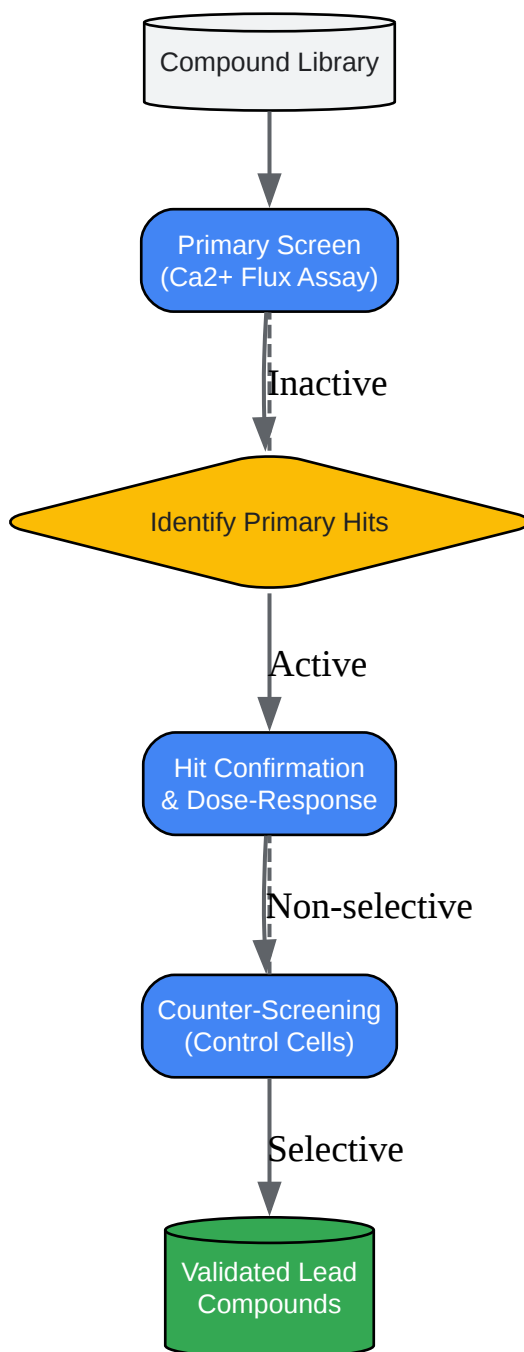 Compound Library
Primary Screen
(Ca2+ Flux Assay)
Inactive
Identify Primary Hits
Active
Hit Confirmation
& Dose-Response
Non-selective
Counter-Screening
(Control Cells)
Selective
Validated Lead
Compounds